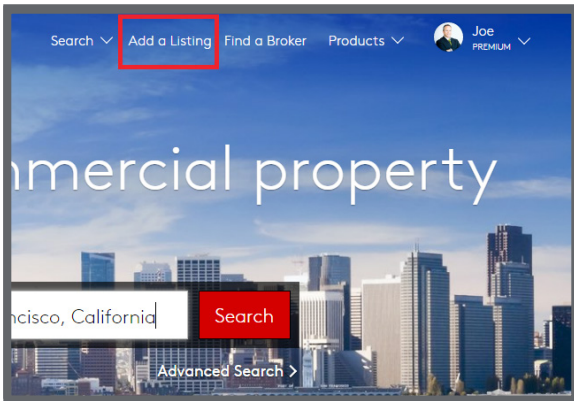 Search Add a Listing Find a Broker Products Joe
PREMIUM
mmercial property
ncisco, California Search
Advanced Search >